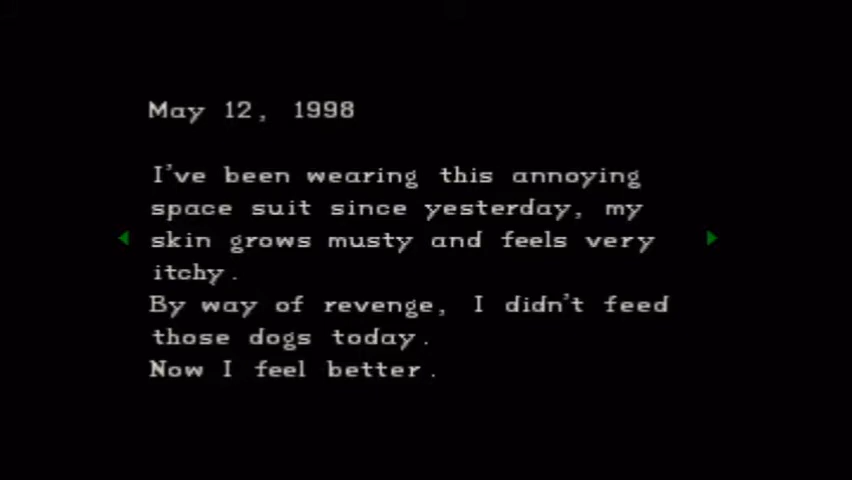 May 12, 1998
I've been wearing this annoying
space suit since yesterday, my
skin grows musty and feels very
itchy.
By way of revenge, I didn't feed
those dogs today.
Now I feel better.